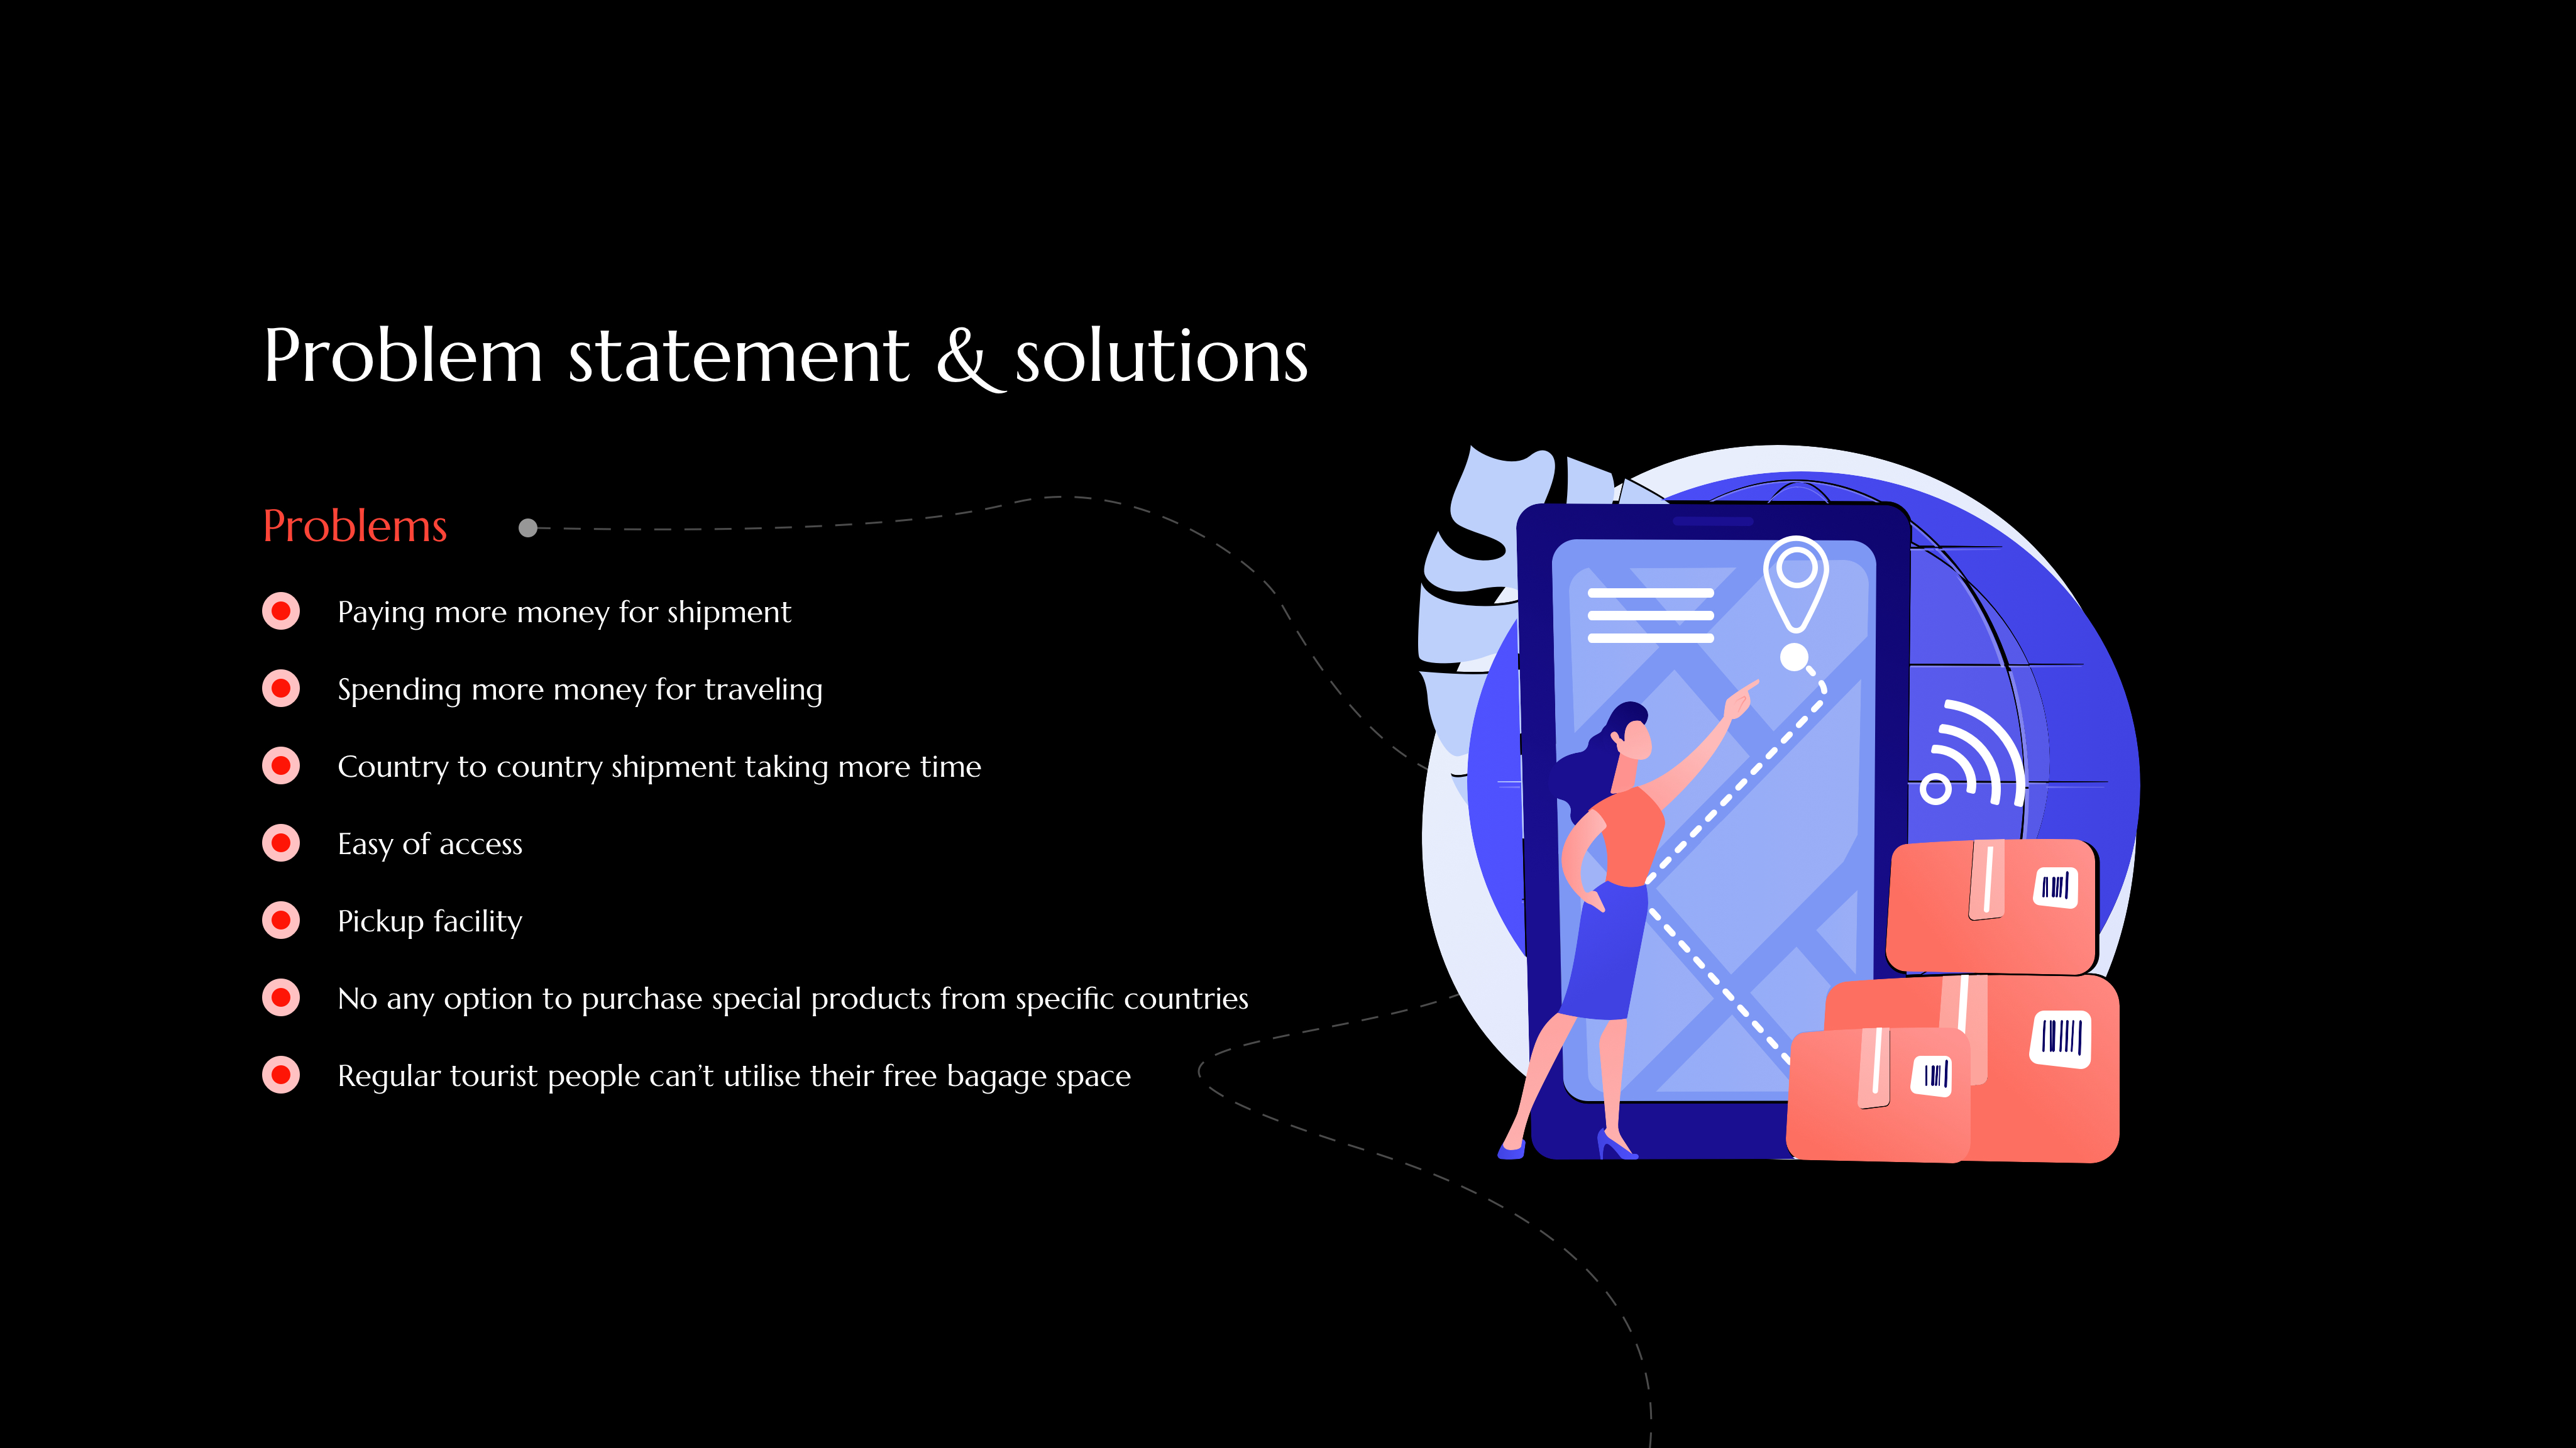 Problem statement & solutions
Problems
Paying more money for shipment
Spending more money for traveling
Country to country shipment taking more time
Easy of access
Pickup facility
No any option to purchase special products from specific countries
Regular tourist people can’t utilise their free bagage space